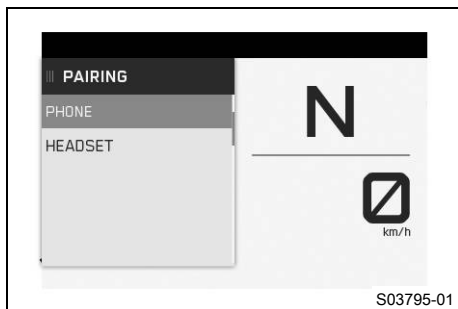 PAIRING
PHONE
HEADSET
N
0
km/h
S03795-01